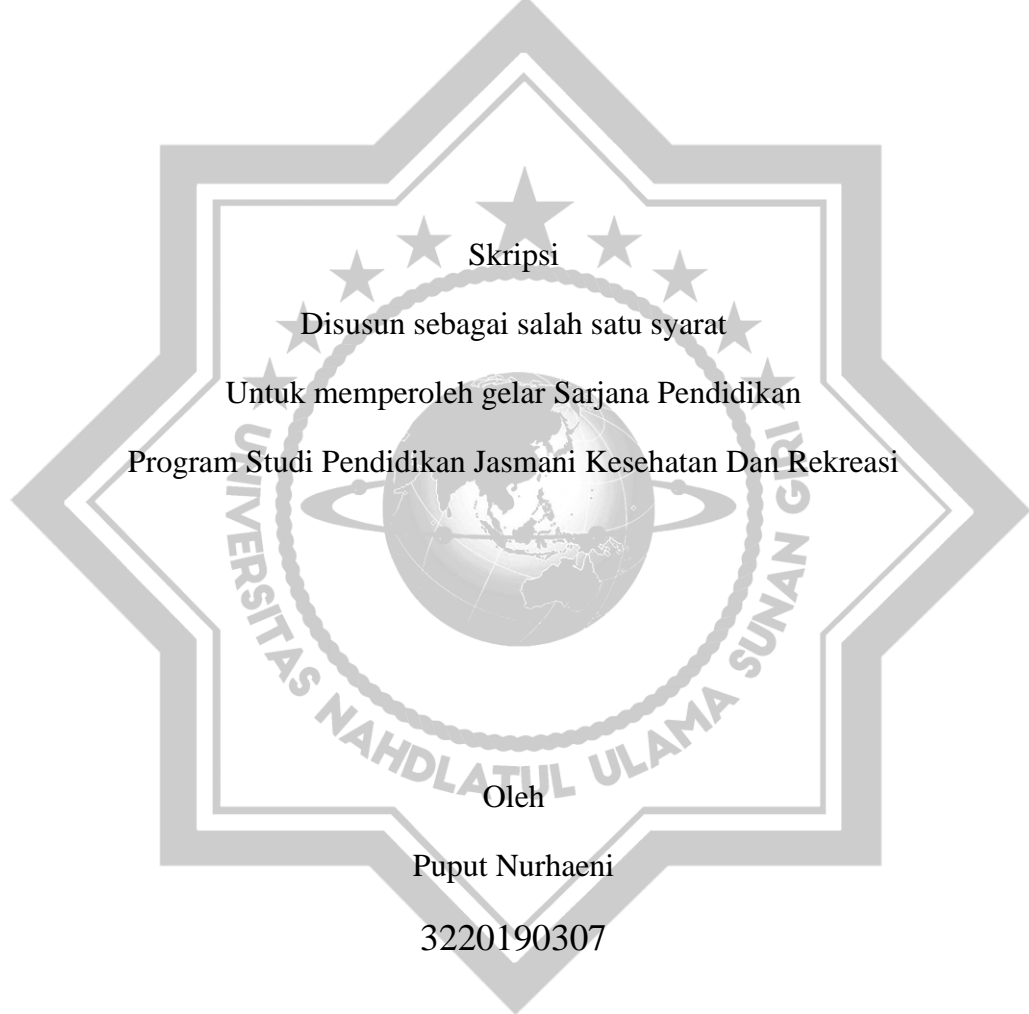 Skripsi
Disusun sebagai salah satu syarat
Untuk memperoleh gelar Sarjana Pendidikan
Program Studi Pendidikan Jasmani Kesehatan Dan Rekreasi
UNIVERSITAS NAHDLATUL ULAMA SUNAN GIRI
Oleh
Puput Nurhaeni
3220190307